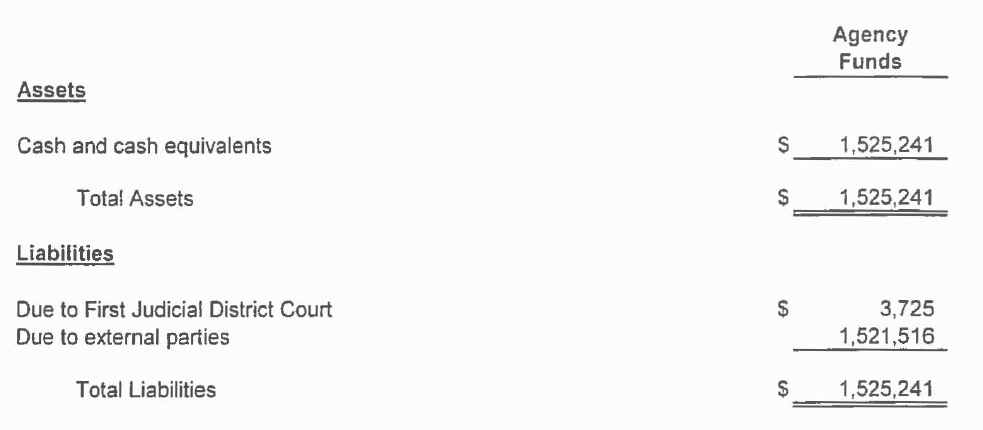 Agency
Funds
Assets
Cash and cash equivalents $ 1,525,241
Total Assets $ 1,525,241
Liabilities
Due to First Judicial District Court $ 3,725
Due to external parties 1,521,516
Total Liabilities $ 1,525,241